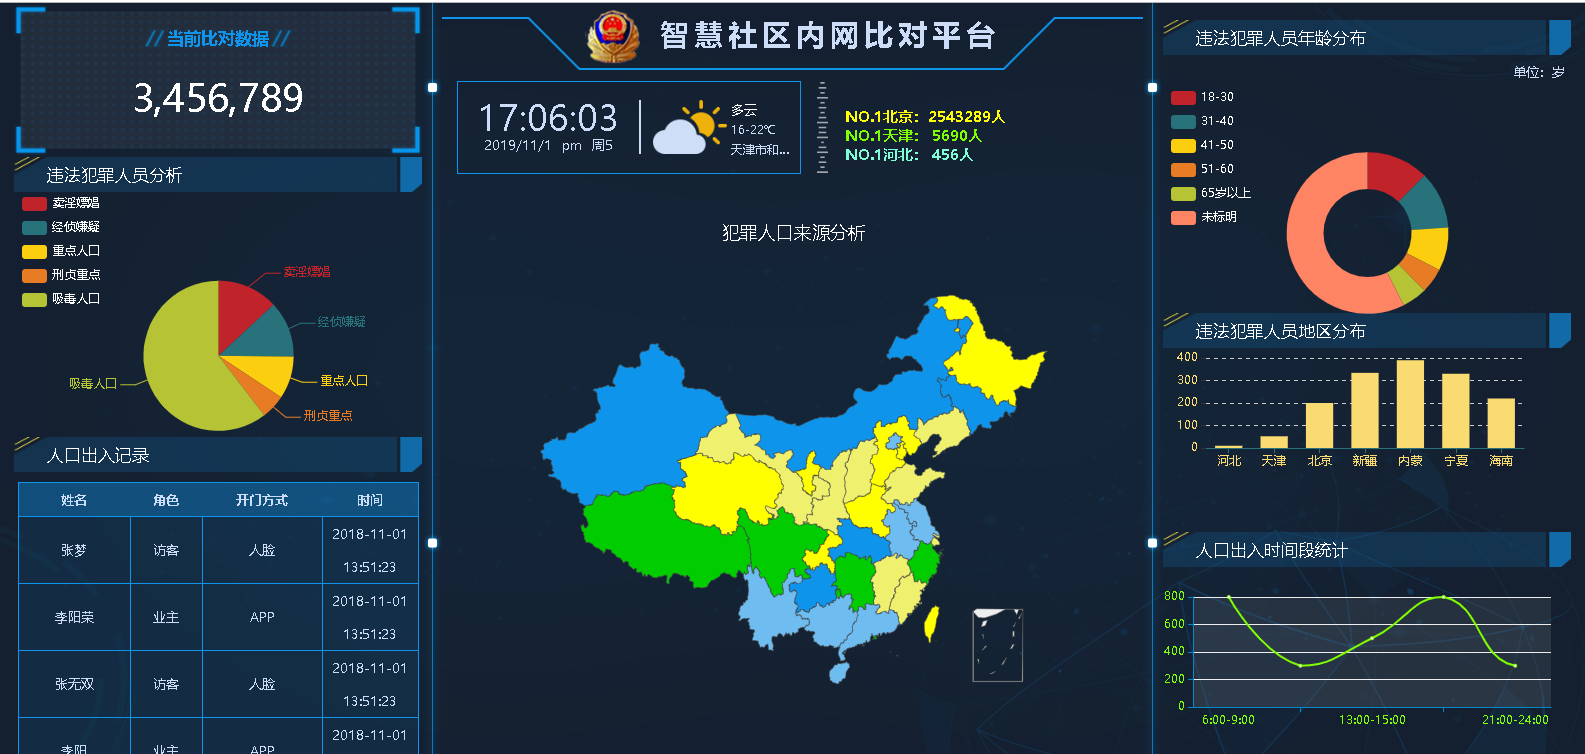 // 当前比对数据 //
3,456,789
违法犯罪人员分析
卖淫嫖娼
经侦嫌疑
重点人口
刑贞重点
吸毒人口
卖淫嫖娼
经侦嫌疑
重点人口
刑贞重点
吸毒人口
人口出入记录
姓名 角色 开门方式 时间
张梦 访客 人脸 2018-11-01
13:51:23
李阳荣 业主 APP 2018-11-01
13:51:23
张无双 访客 人脸 2018-11-01
13:51:23
李阳 业主 APP 2018-11-01
智慧社区内网比对平台
17:06:03
2019/11/1 pm 周5
多云
16-22℃
天津市和...
NO.1北京: 2543289人
NO.1天津: 5690人
NO.1河北: 456人
犯罪人口来源分析
违法犯罪人员年龄分布
单位: 岁
18-30
31-40
41-50
51-60
65岁以上
未标明
违法犯罪人员地区分布
400
300
200
100
0
河北 天津 北京 新疆 内蒙 宁夏 海南
人口出入时间段统计
800
600
400
200
0
6:00-9:00 13:00-15:00 21:00-24:00